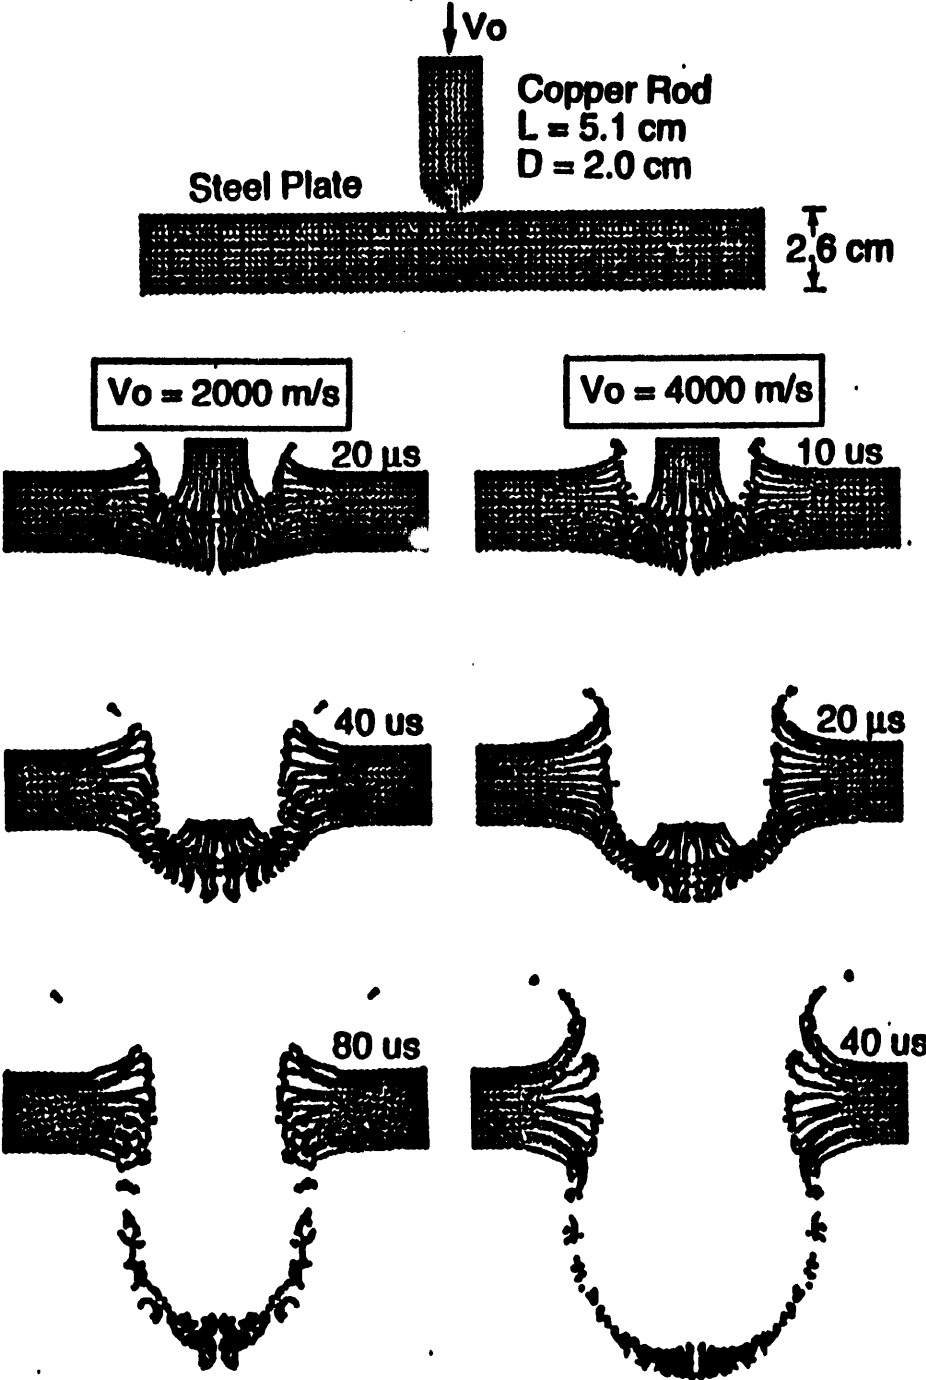 Vo
Copper Rod
L = 5.1 cm
D = 2.0 cm
Steel Plate
2.6 cm
Vo = 2000 m/s
Vo = 4000 m/s
20 μs
10 us
40 us
20 μs
80 us
40 us